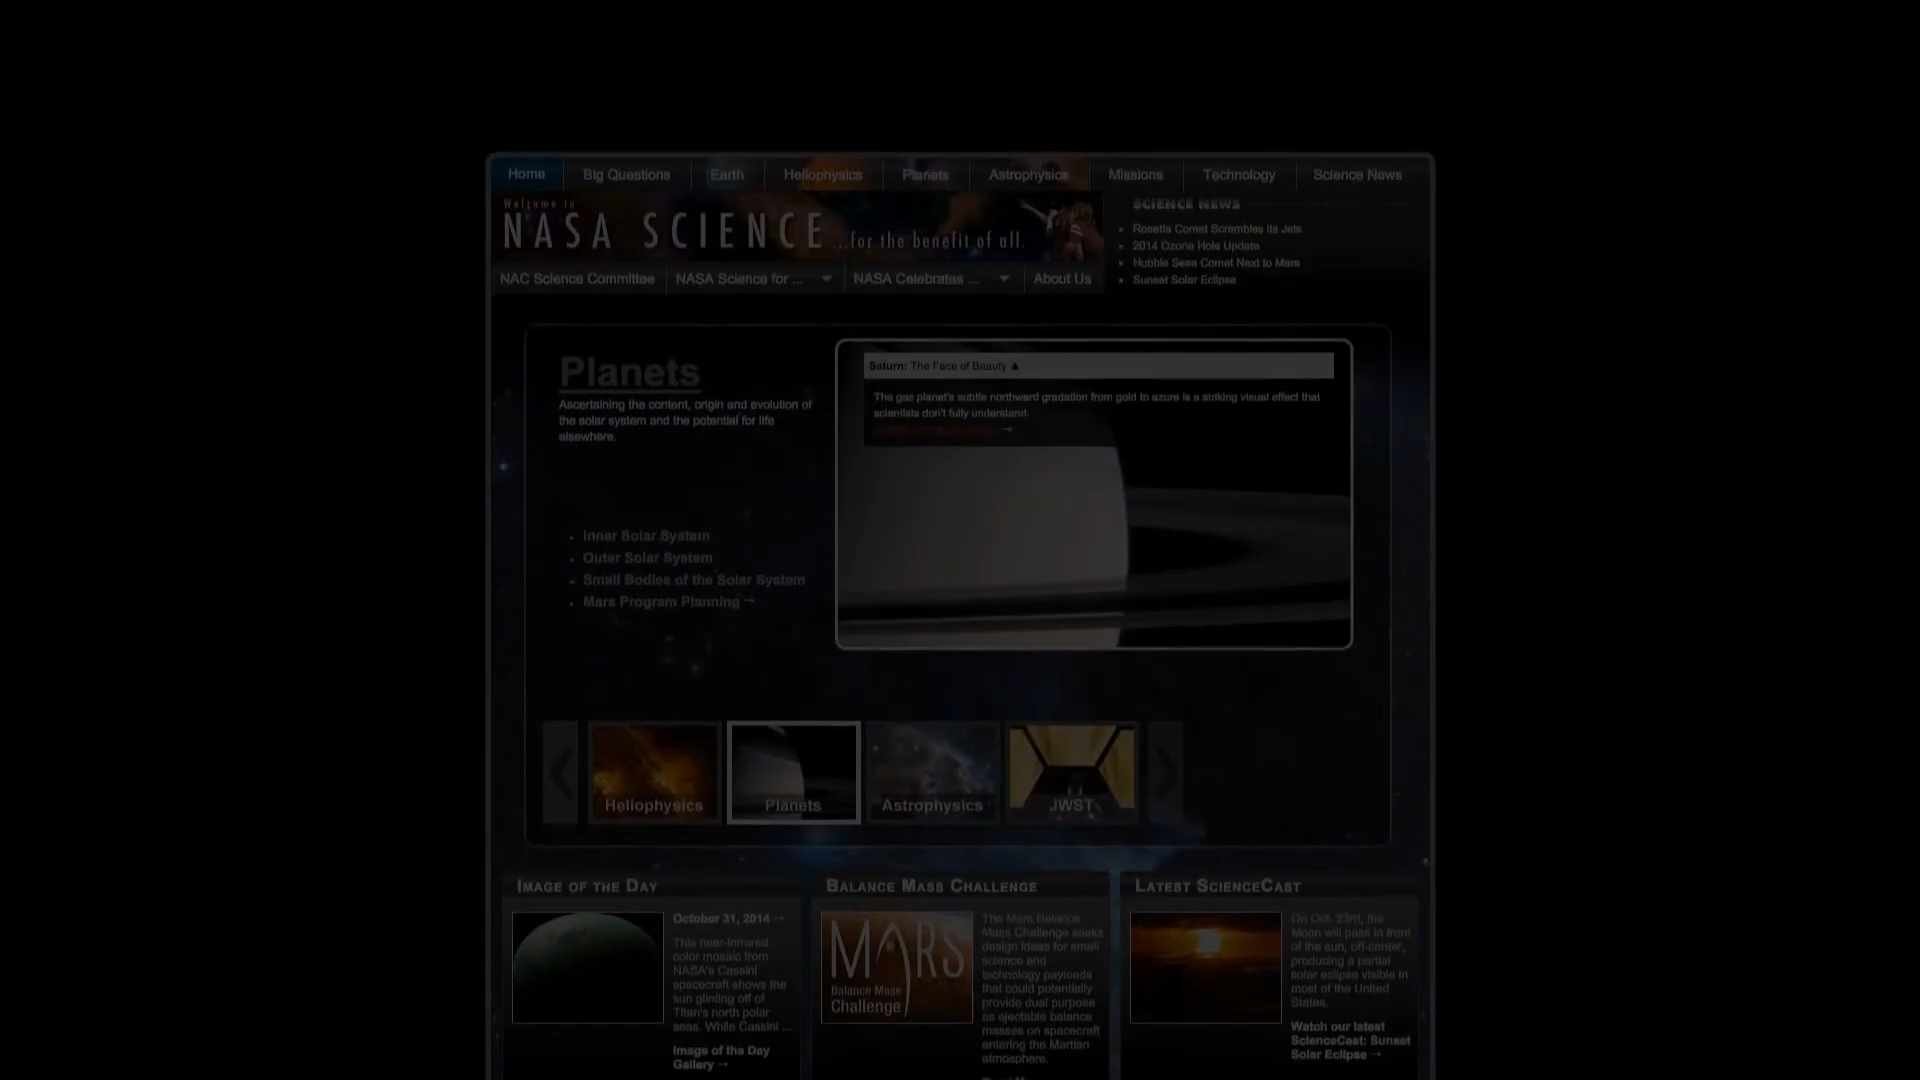 Home
Big Questions
Earth
Heliophysics
Planets
Astrophysics
Missions
Technology
Science News
Welcome to
NASA SCIENCE ...for the benefit of all.
NAC Science Committee
NASA Science for ...
NASA Celebrates ...
About Us
SCIENCE NEWS
Rosetta Comet Scrambles its Jets
2014 Ozone Hole Update
Hubble Sees Comet Next to Mars
Sunset Solar Eclipse
Planets
Ascertaining the content, origin and evolution of
the solar system and the potential for life
elsewhere.
Inner Solar System
Outer Solar System
Small Bodies of the Solar System
Mars Program Planning →
Saturn: The Face of Beauty ▲
The gas planet's subtle northward gradation from gold to azure is a striking visual effect that
scientists don't fully understand.
Heliophysics
Planets
Astrophysics
JWST
IMAGE OF THE DAY
October 31, 2014 →
This near-infrared,
color mosaic from
NASA's Cassini
spacecraft shows the
sun glinting off of
Titan's north polar
seas. While Cassini ...
Image of the Day
Gallery →
BALANCE MASS CHALLENGE
MARS
Balance Mass
Challenge
The Mars Balance
Mass Challenge seeks
design ideas for small
science and
technology payloads
that could potentially
provide dual purpose
as ejectable balance
masses on spacecraft
entering the Martian
atmosphere.
LATEST SCIENCECAST
On Oct. 23rd, the
Moon will pass in front
of the sun, off-center,
producing a partial
solar eclipse visible in
most of the United
States.
Watch our latest
ScienceCast: Sunset
Solar Eclipse →